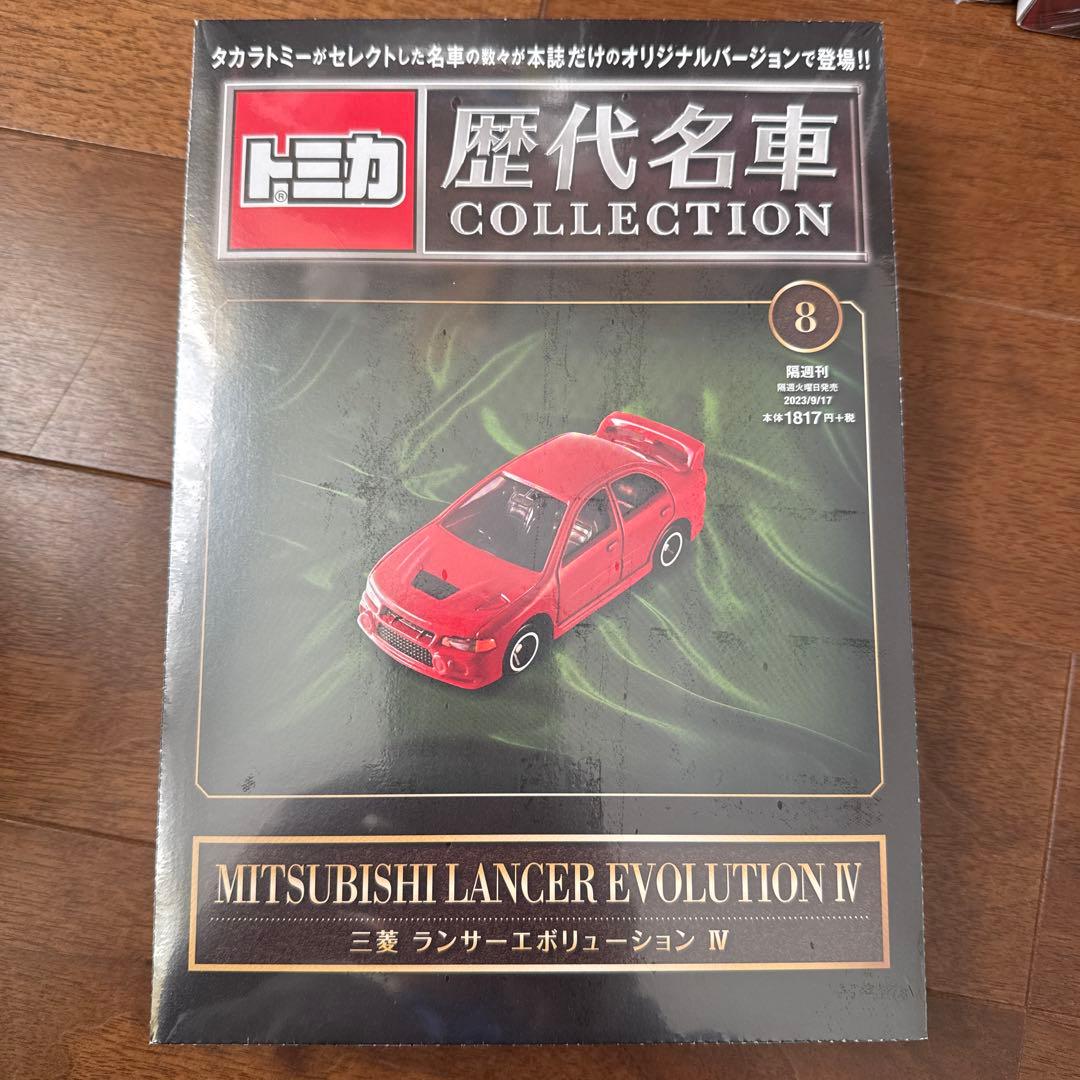 タカラトミーがセレクトした名車の数々が本誌だけのオリジナルバージョンで登場!!
トミカ®
歴代名車
COLLECTION
8
隔週刊
隔週火曜日発売
2023/9/17
本体1817円+税
MITSUBISHI LANCER EVOLUTION IV
三菱 ランサーエボリューション IV